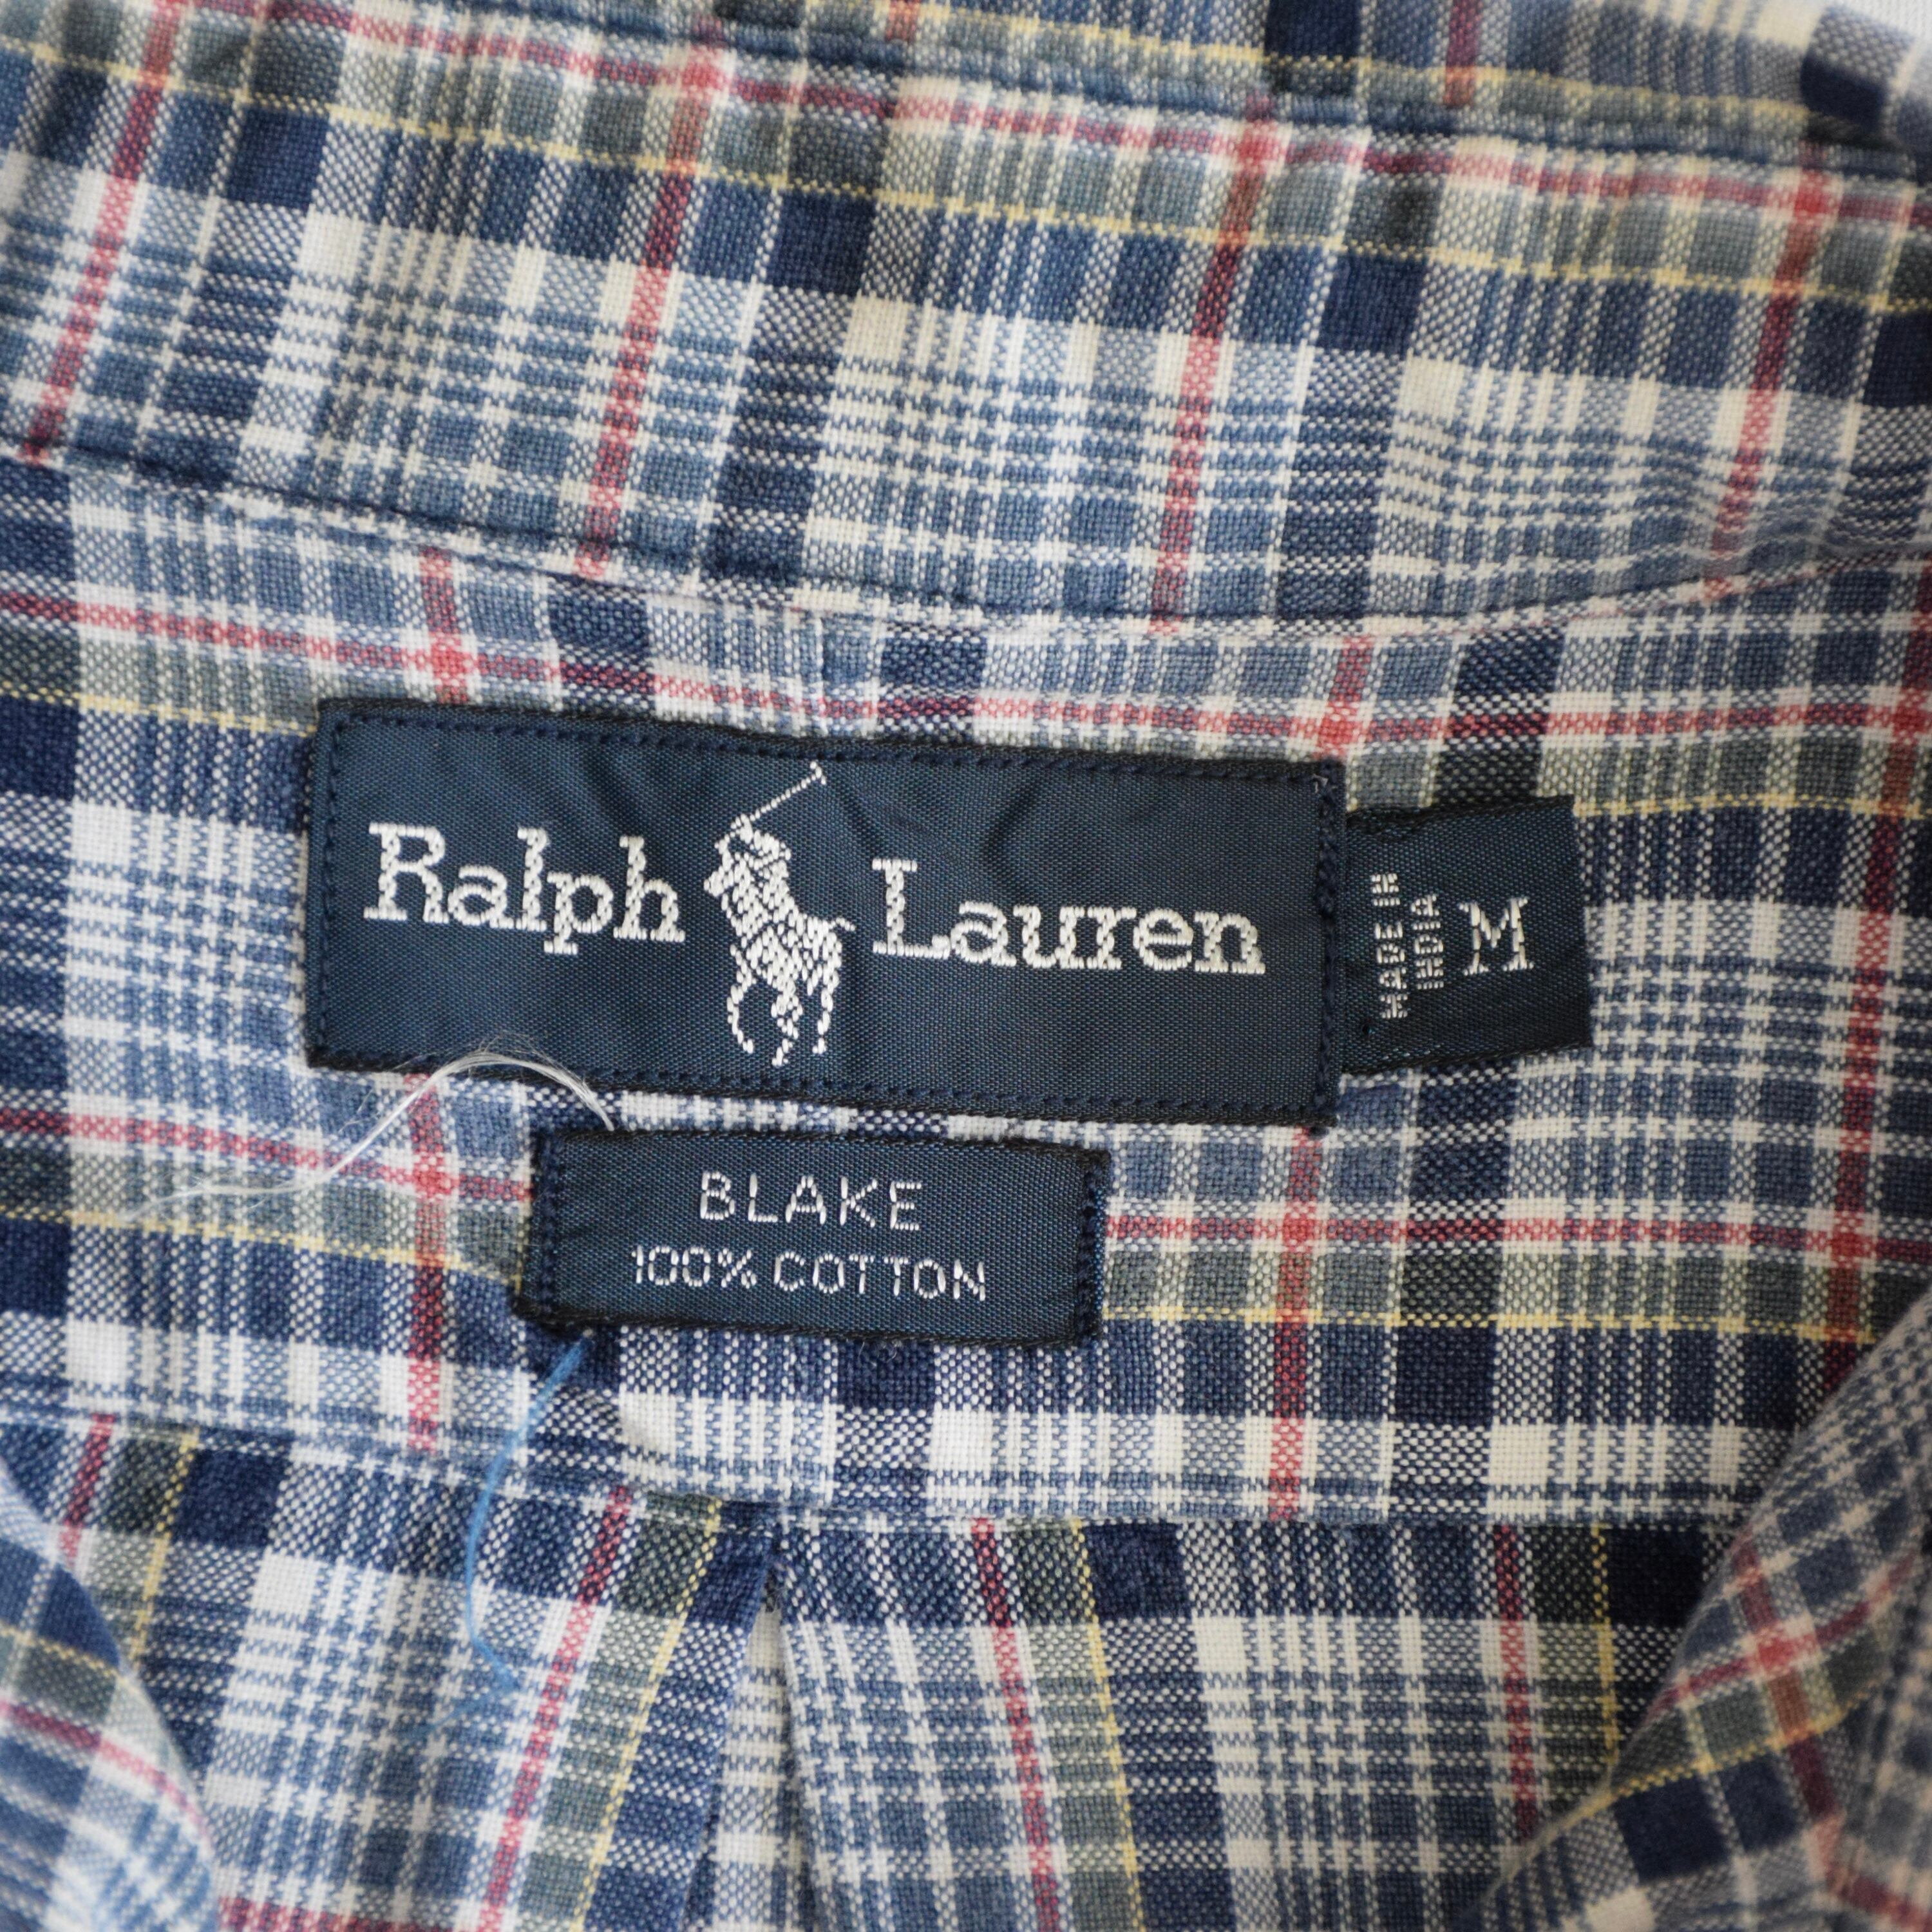 Ralph Lauren
MADE IN
INDIA
M
BLAKE
100% COTTON